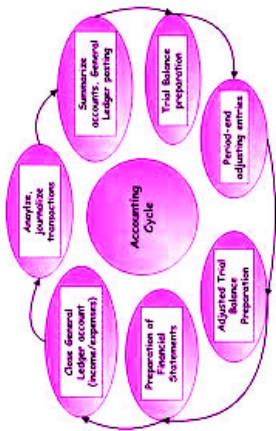 Accounting
Cycle
Anaylze,
journalize
transactions
Summarize
accounts, General
Ledger posting
Trial Balance
preparation
Period-end
adjusting entries
Adjusted Trial
Balance Preparation
Preparation of
Financial
Statements
Close General
Ledger account
(income/expenses)